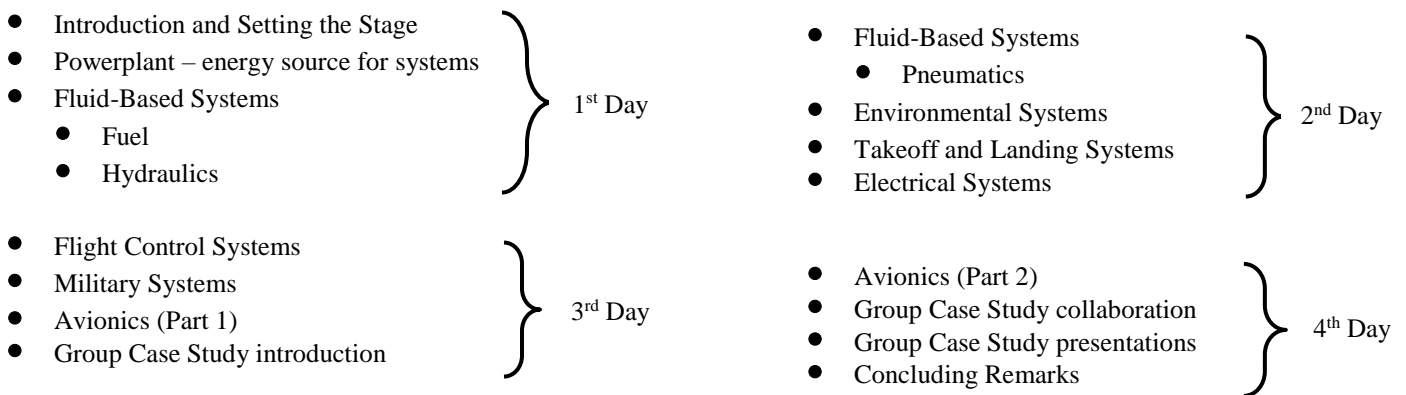 ● Introduction and Setting the Stage
● Powerplant – energy source for systems
● Fluid-Based Systems
● Fuel
● Hydraulics
1st Day
● Fluid-Based Systems
● Pneumatics
● Environmental Systems
● Takeoff and Landing Systems
● Electrical Systems
2nd Day
● Flight Control Systems
● Military Systems
● Avionics (Part 1)
● Group Case Study introduction
3rd Day
● Avionics (Part 2)
● Group Case Study collaboration
● Group Case Study presentations
● Concluding Remarks
4th Day